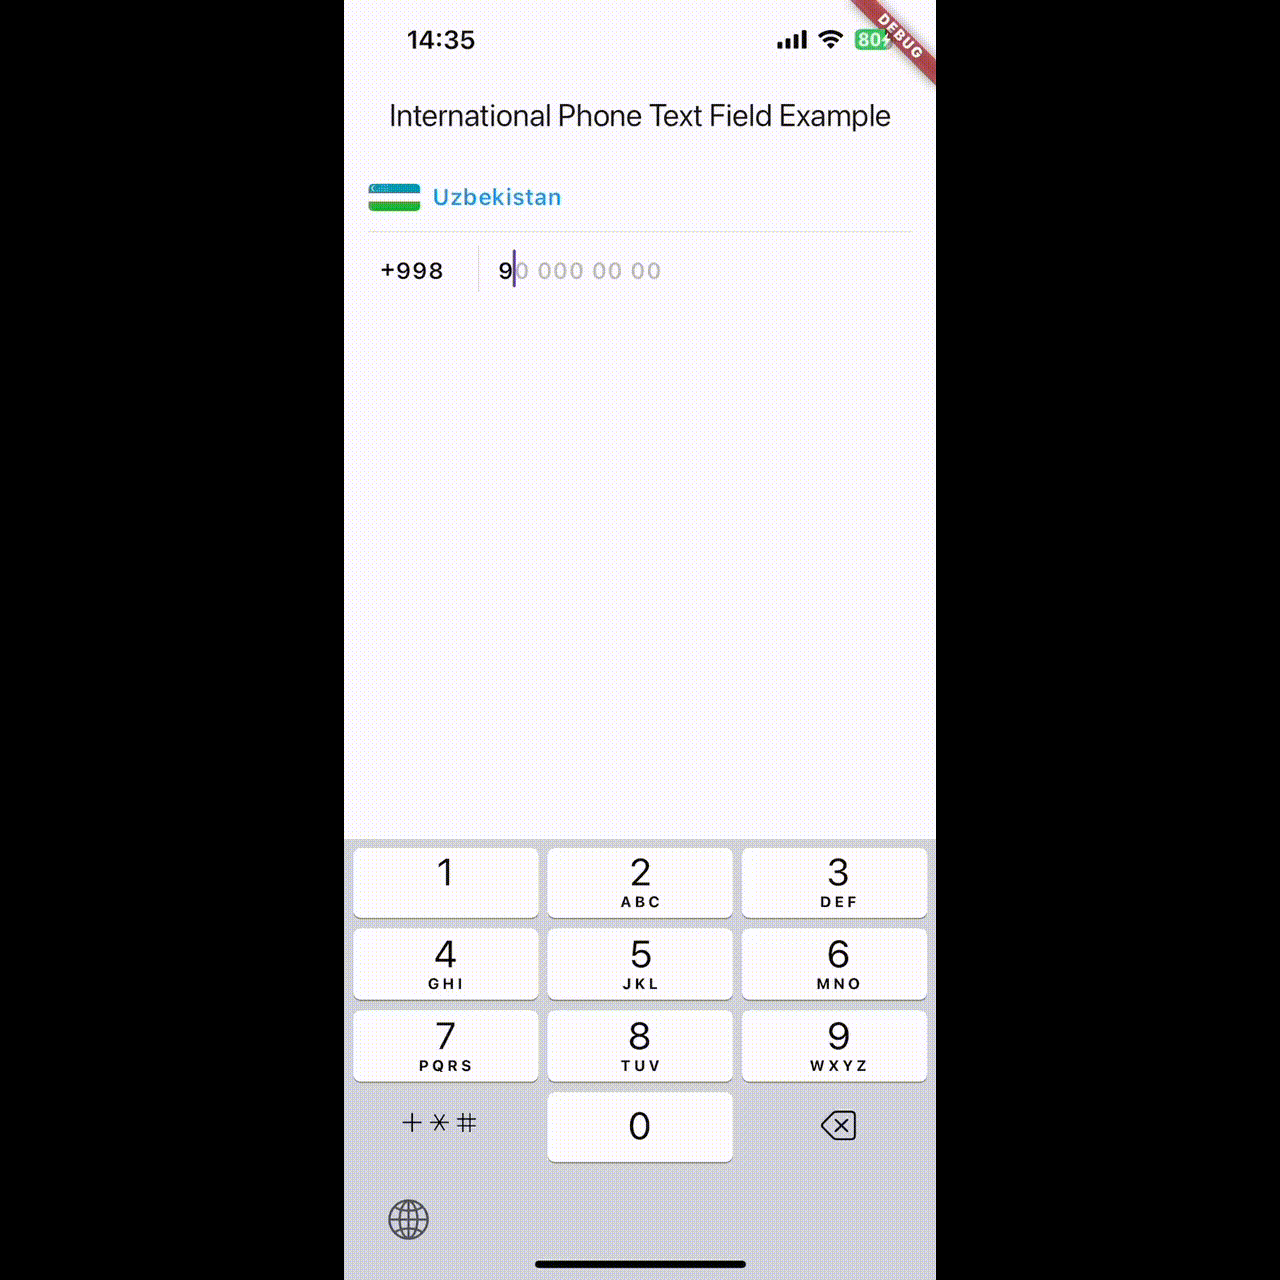 14:35
80
DEBUG
International Phone Text Field Example
Uzbekistan
+998 90 000 00 00
1 2 3
ABC DEF
4 5 6
GHI JKL MNO
7 8 9
PQRS TUV WXYZ
+*# 0